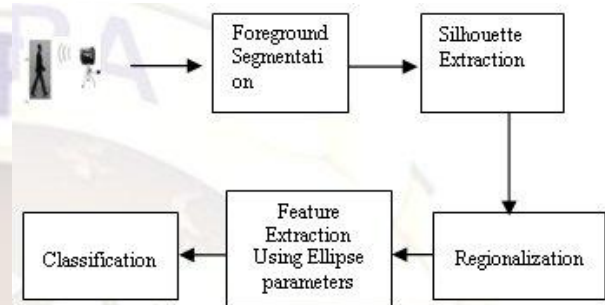 Foreground
Segmentati
on
Silhouette
Extraction
Regionalization
Feature
Extraction
Using Ellipse
parameters
Classification